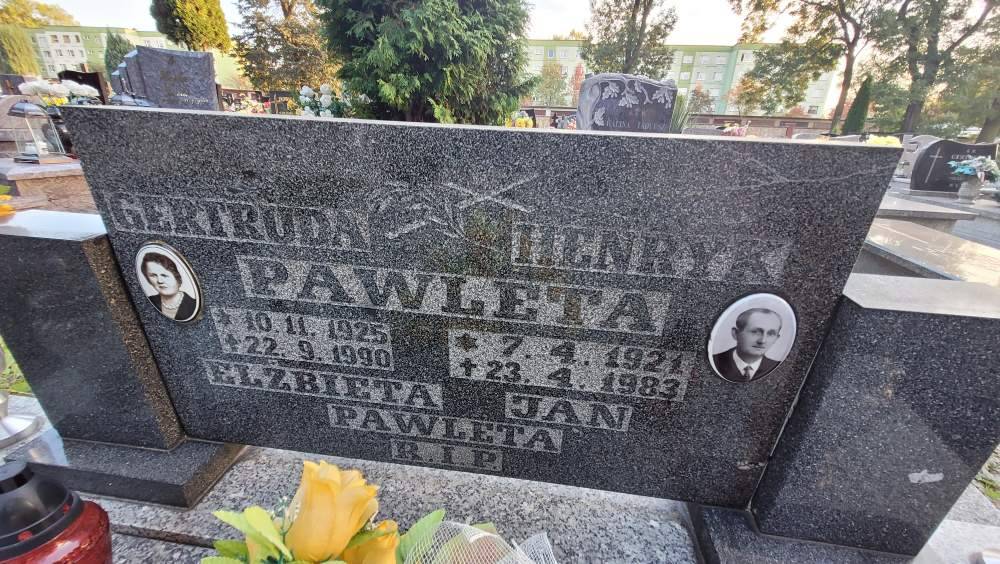 GERTRUDA HENRYK
PAWLETA
* 10. 11. 1925 * 7. 4. 1921
+ 22. 9. 1990 + 23. 4. 1983
ELŻBIETA JAN
PAWLETA
R.I.P